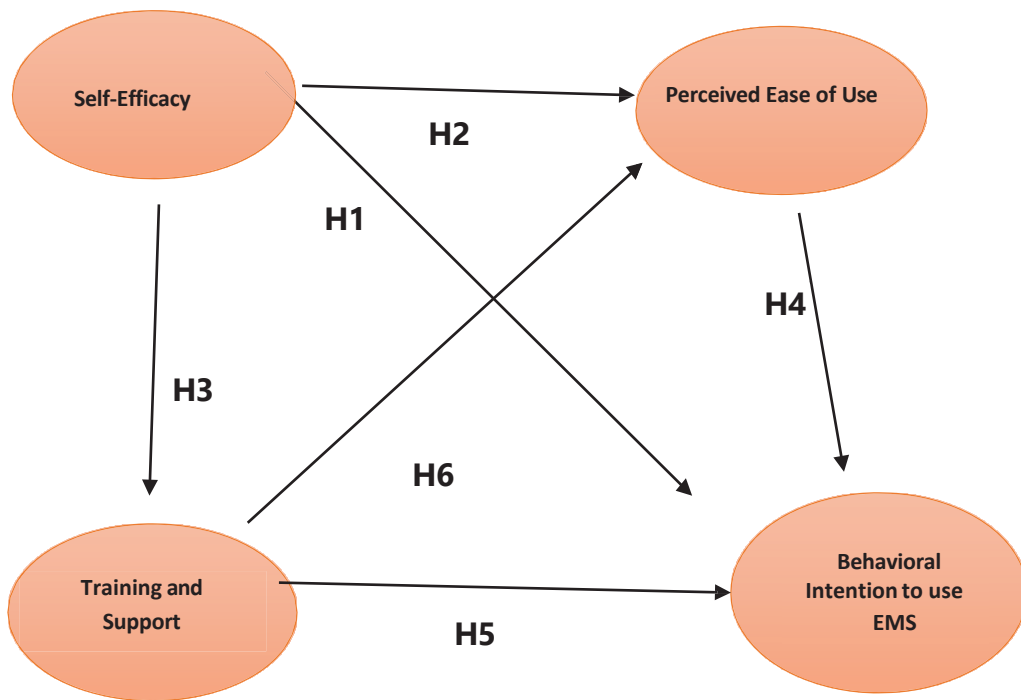 Self-Efficacy
Perceived Ease of Use
H2
H1
H4
H3
H6
Training and
Support
H5
Behavioral
Intention to use
EMS